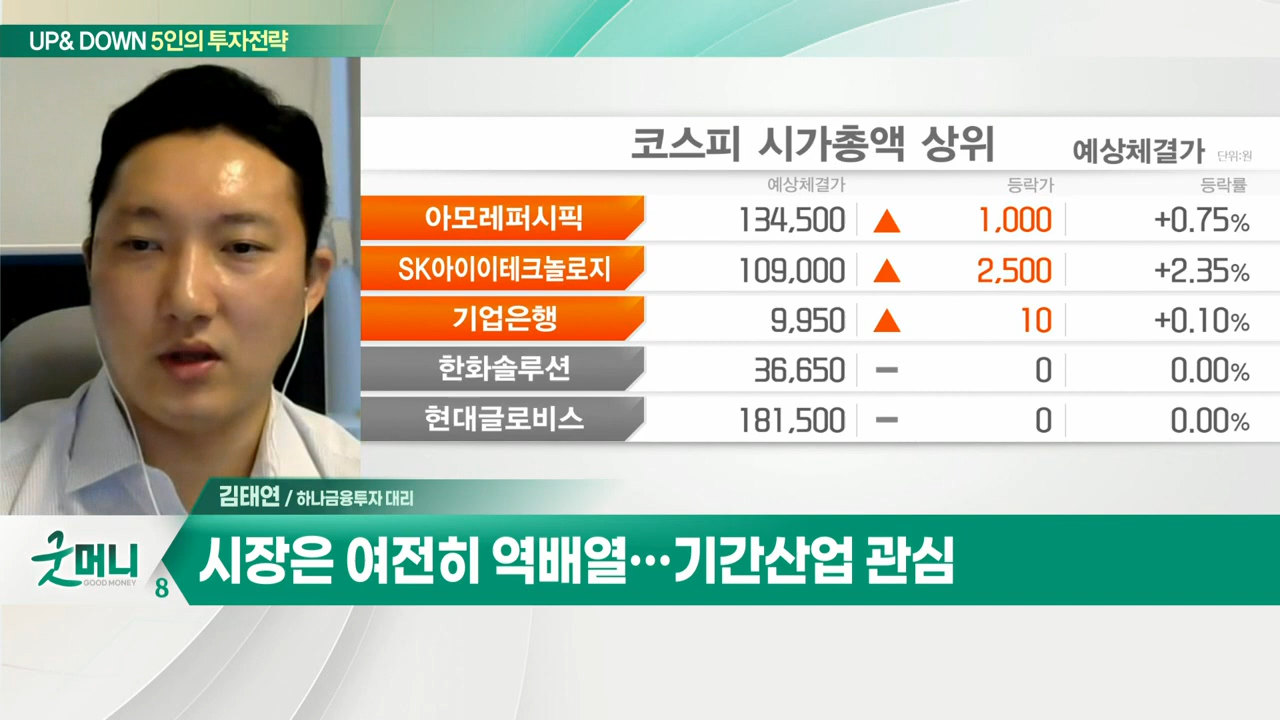 UP& DOWN 5인의 투자전략
코스피 시가총액 상위 예상체결가 단위:원
예상체결가 등락가 등락률
아모레퍼시픽 134,500 ▲ 1,000 +0.75%
SK아이이테크놀로지 109,000 ▲ 2,500 +2.35%
기업은행 9,950 ▲ 10 +0.10%
한화솔루션 36,650 – 0 0.00%
현대글로비스 181,500 – 0 0.00%
김태연 / 하나금융투자 대리
시장은 여전히 역배열…기간산업 관심
굿머니
GOOD MONEY
8